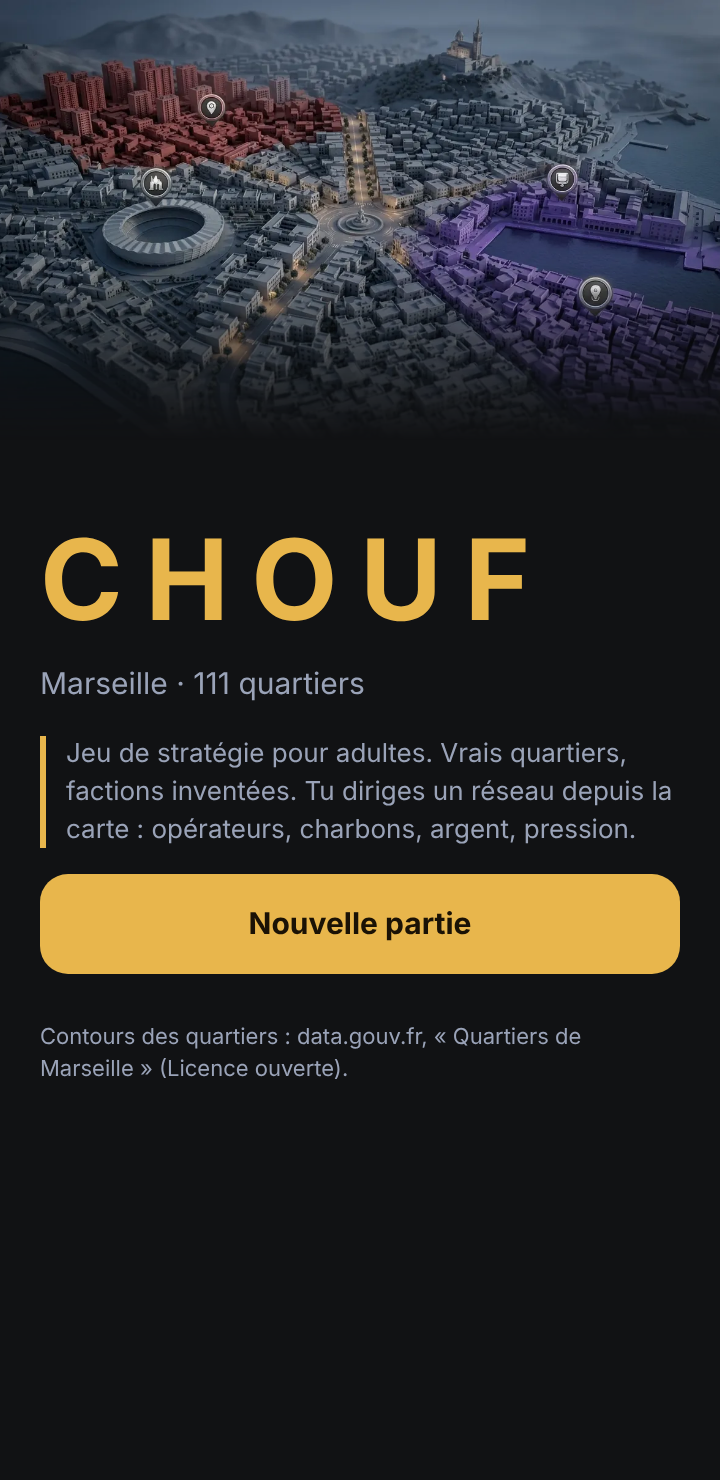 CHOUF
Marseille · 111 quartiers
Jeu de stratégie pour adultes. Vrais quartiers,
factions inventées. Tu diriges un réseau depuis la
carte : opérateurs, charbons, argent, pression.
Nouvelle partie
Contours des quartiers : data.gouv.fr, « Quartiers de
Marseille » (Licence ouverte).